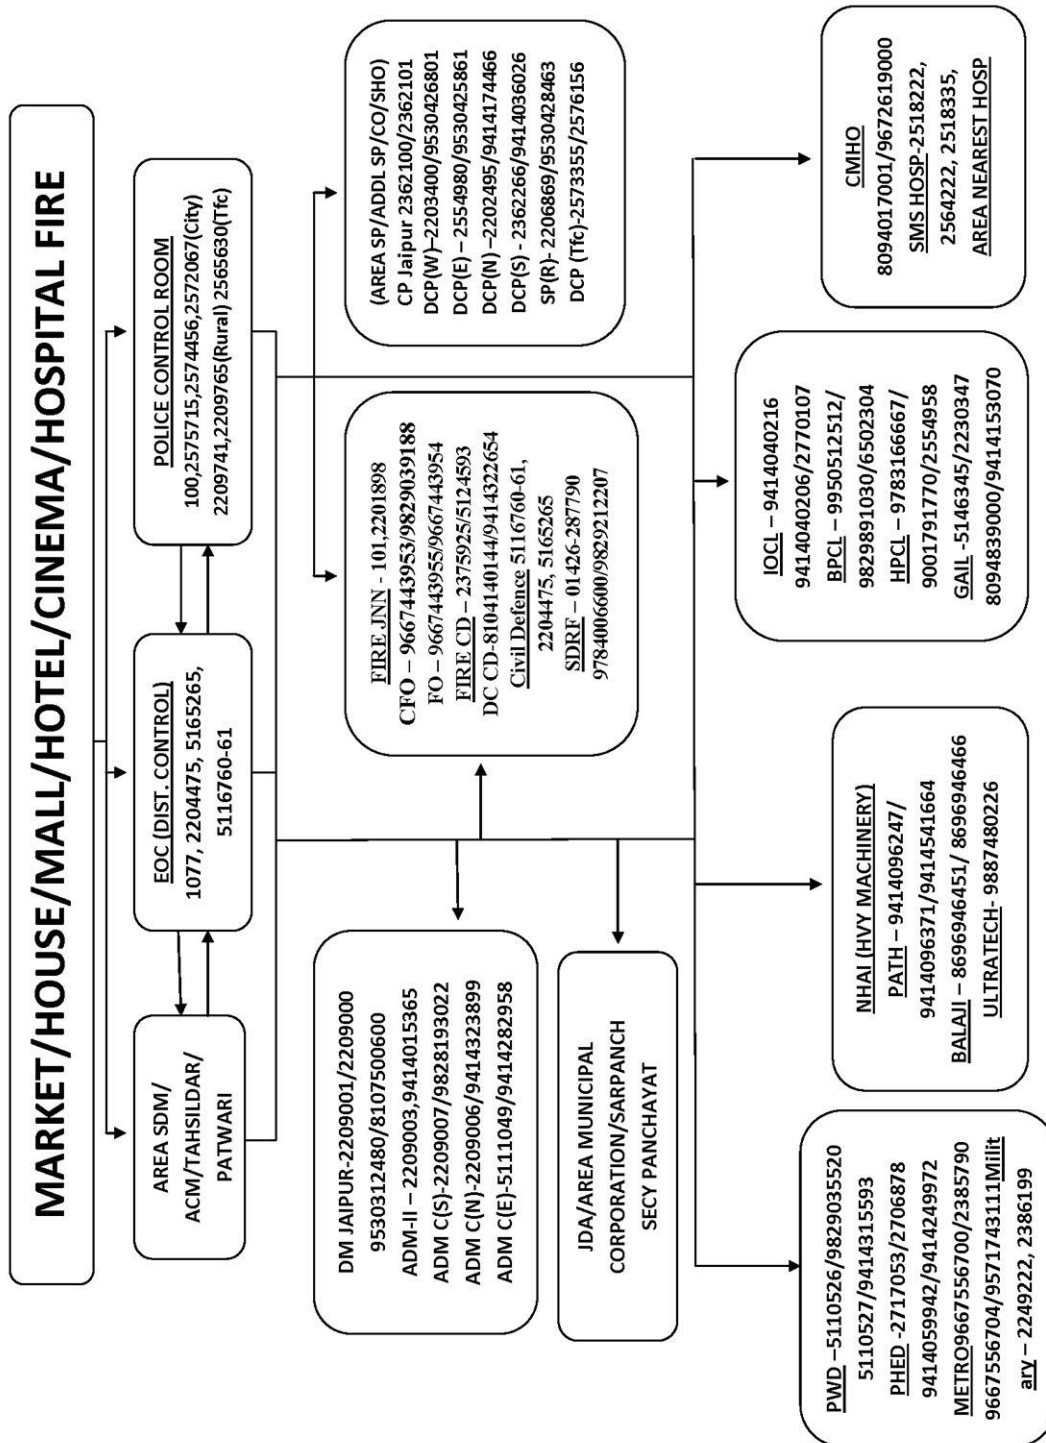 MARKET/HOUSE/MALL/HOTEL/CINEMA/HOSPITAL FIRE
AREA SDM/
ACM/TAHSILDAR/
PATWARI
EOC (DIST. CONTROL)
1077, 2204475, 5165265,
5116760-61
POLICE CONTROL ROOM
100,2575715,2574456,2572067(City)
2209741,2209765(Rural) 2565630(Tfc)
DM JAIPUR-2209001/2209000
9530312480/8107500600
ADM-II – 2209003,9414015365
ADM C(S)-2209007/9828193022
ADM C(N)-2209006/9414323899
ADM C(E)-5111049/9414282958
FIRE JNN - 101,2201898
CFO – 9667443953/9829039188
FO – 9667443955/9667443954
FIRE CD – 2375925/5124593
DC CD-8104140144/9414322654
Civil Defence 5116760-61,
2204475, 5165265
SDRF – 01426-287790
9784006600/9829212207
(AREA SP/ADDL SP/CO/SHO)
CP Jaipur 2362100/2362101
DCP(W)–2203400/9530426801
DCP(E) – 2554980/9530425861
DCP(N) –2202495/9414174466
DCP(S) - 2362266/9414036026
SP(R)- 2206869/9530428463
DCP (Tfc)-2573355/2576156
JDA/AREA MUNICIPAL
CORPORATION/SARPANCH
SECY PANCHAYAT
PWD –5110526/9829035520
5110527/9414315593
PHED -2717053/2706878
9414059942/9414249972
METRO9667556700/2385790
9667556704/9571743111Milit
ary – 2249222, 2386199
NHAI (HVY MACHINERY)
PATH – 9414096247/
9414096371/9414541664
BALAJI – 8696946451/ 8696946466
ULTRATECH- 9887480226
IOCL – 9414040216
9414040206/2770107
BPCL – 9950512512/
9829891030/6502304
HPCL – 9783166667/
9001791770/2554958
GAIL -5146345/2230347
8094839000/9414153070
CMHO
8094017001/9672619000
SMS HOSP-2518222,
2564222, 2518335,
AREA NEAREST HOSP